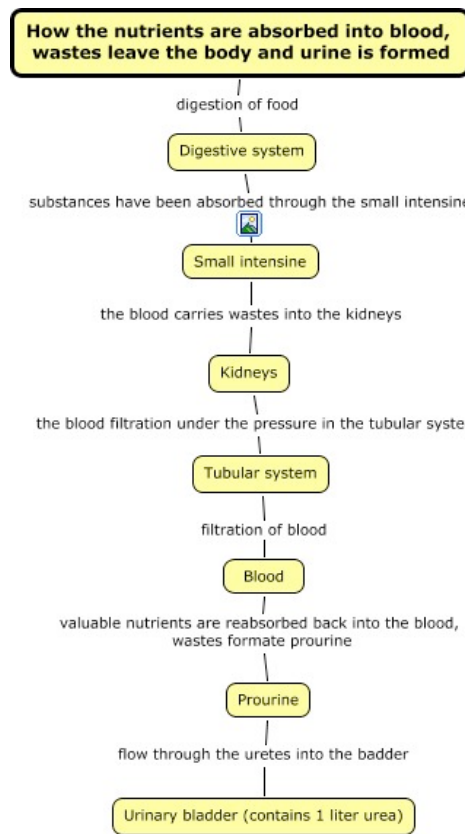 How the nutrients are absorbed into blood,
wastes leave the body and urine is formed
digestion of food
Digestive system
substances have been absorbed through the small intensine
Small intensine
the blood carries wastes into the kidneys
Kidneys
the blood filtration under the pressure in the tubular syste
Tubular system
filtration of blood
Blood
valuable nutrients are reabsorbed back into the blood,
wastes formate prourine
Prourine
flow through the uretes into the badder
Urinary bladder (contains 1 liter urea)